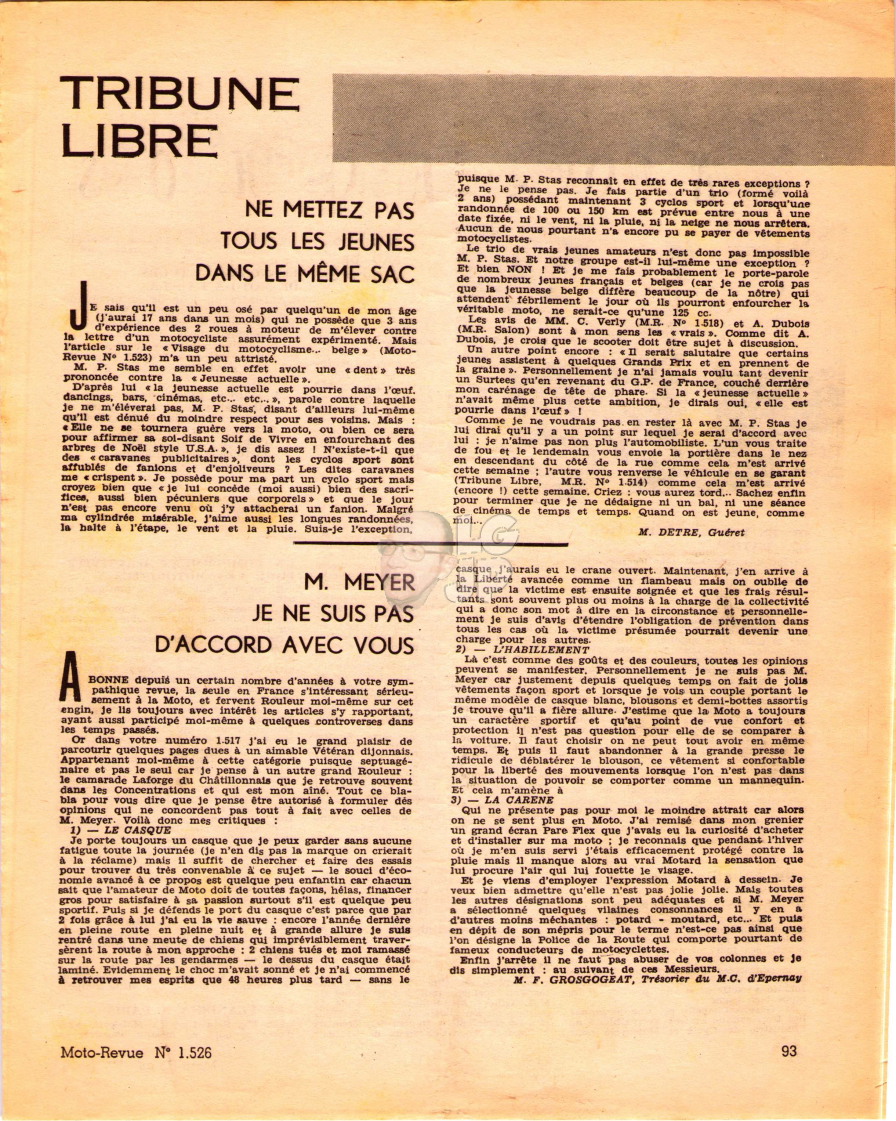 TRIBUNE
LIBRE
NE METTEZ PAS
TOUS LES JEUNES
DANS LE MÊME SAC
JE sais qu'il est un peu osé par quelqu'un de mon âge
(j'aurai 17 ans dans un mois) qui ne possède que 3 ans
d'expérience des 2 roues à moteur de m'élever contre
la lettre d'un motocycliste assurément expérimenté. Mais
l'article sur le « Visage du motocyclisme... belge » (Moto-
Revue N° 1.523) m'a un peu attristé.
M. P. Stas me semble en effet avoir une « dent » très
prononcée contre la « Jeunesse actuelle ».
D'après lui « la jeunesse actuelle est pourrie dans l'œuf.
dancings, bars, cinémas, etc... etc... », parole contre laquelle
je ne m'élèverai pas, M. P. Stas, disant d'ailleurs lui-même
qu'il est dénué du moindre respect pour ses voisins. Mais :
« Elle ne se tournera guère vers la moto, ou bien ce sera
pour affirmer sa soi-disant Soif de Vivre en enfourchant des
arbres de Noël style U.S.A. », je dis assez ! N'existe-t-il que
des « caravanes publicitaires », dont les cyclos sport sont
affublés de fanions et d'enjoliveurs ? Les dites caravanes
me « crispent ». Je possède pour ma part un cyclo sport mais
croyez bien que « je lui concède (moi aussi) bien des sacri-
fices, aussi bien pécuniers que corporels » et que le jour
n'est pas encore venu où j'y attacherai un fanion. Malgré
ma cylindrée misérable, j'aime aussi les longues randonnées,
la halte à l'étape, le vent et la pluie. Suis-je l'exception,
puisque M. P. Stas reconnaît en effet de très rares exceptions ?
Je ne le pense pas. Je fais partie d'un trio (formé voilà
2 ans) possédant maintenant 3 cyclos sport et lorsqu'une
randonnée de 100 ou 150 km est prévue entre nous à une
date fixée, ni le vent, ni la pluie, ni la neige ne nous arrêtera.
Aucun de nous pourtant n'a encore pu se payer de vêtements
motocyclistes.
Le trio de vrais jeunes amateurs n'est donc pas impossible
M. P. Stas. Et notre groupe est-il lui-même une exception ?
Et bien NON ! Et je me fais probablement le porte-parole
de nombreux jeunes français et belges (car je ne crois pas
que la jeunesse belge diffère beaucoup de la nôtre) qui
attendent fébrilement le jour où ils pourront enfourcher la
véritable moto, ne serait-ce qu'une 125 cc.
Les avis de MM. C. Verly (M.R. N° 1·518) et A. Dubois
(M.R. Salon) sont à mon sens les « vrais ». Comme dit A.
Dubois, je crois que le scooter doit être sujet à discussion.
Un autre point encore : « Il serait salutaire que certains
jeunes assistent à quelques Grands Prix et en prennent de
la graine ». Personnellement je n'ai jamais voulu tant devenir
un Surtees qu'en revenant du G.P. de France, couché derrière
mon carénage de tête de phare. Si la « jeunesse actuelle »
n'avait même plus cette ambition, je dirais oui, « elle est
pourrie dans l'œuf » !
Comme je ne voudrais pas en rester là avec M. P. Stas je
lui dirai qu'il y a un point sur lequel je serai d'accord avec
lui : je n'aime pas non plus l'automobiliste. L'un vous traite
de fou et le lendemain vous envoie la portière dans le nez
en descendant du côté de la rue comme cela m'est arrivé
cette semaine ; l'autre vous renverse le véhicule en se garant
(Tribune Libre, M.R. N° 1·514) comme cela m'est arrivé
(encore !) cette semaine. Criez : vous aurez tord... Sachez enfin
pour terminer que je ne dédaigne ni un bal, ni une séance
de cinéma de temps et temps. Quand on est jeune, comme
moi...
M. DETRE, Guéret
M. MEYER
JE NE SUIS PAS
D'ACCORD AVEC VOUS
ABONNE depuis un certain nombre d'années à votre sym-
pathique revue, la seule en France s'intéressant sérieu-
sement à la Moto, et fervent Rouleur moi-même sur cet
engin, je lis toujours avec intérêt les articles s'y rapportant,
ayant aussi participé moi-même à quelques controverses dans
les temps passés.
Or dans votre numéro 1·517 j'ai eu le grand plaisir de
parcourir quelques pages dues à un aimable Vétéran dijonnais.
Appartenant moi-même à cette catégorie puisque septuagé-
naire et pas le seul car je pense à un autre grand Rouleur :
le camarade Laforge du Châtillonnais que je retrouve souvent
dans les Concentrations et qui est mon aîné. Tout ce bla-
bla pour vous dire que je pense être autorisé à formuler dés
opinions qui ne concordent pas tout à fait avec celles de
M. Meyer. Voilà donc mes critiques :
1) — LE CASQUE
Je porte toujours un casque que je peux garder sans aucune
fatigue toute la journée (je n'en dis pas la marque on crierait
à la réclame) mais il suffit de chercher et faire des essais
pour trouver du très convenable à ce sujet — le souci d'éco-
nomie avancé à ce propos est quelque peu enfantin car chacun
sait que l'amateur de Moto doit de toutes façons, hélas, financer
gros pour satisfaire à sa passion surtout s'il est quelque peu
sportif. Puis si je défends le port du casque c'est parce que par
2 fois grâce à lui j'ai eu la vie sauve : encore l'année dernière
en pleine route en pleine nuit et à grande allure je suis
rentré dans une meute de chiens qui imprévisiblement traver-
sèrent la route à mon approche : 2 chiens tués et moi ramassé
sur la route par les gendarmes — le dessus du casque était
laminé. Evidemment le choc m'avait sonné et je n'ai commencé
à retrouver mes esprits que 48 heures plus tard — sans le
casque j'aurais eu le crane ouvert. Maintenant, j'en arrive à
la Liberté avancée comme un flambeau mais on oublie de
dire que la victime est ensuite soignée et que les frais résul-
tants sont souvent plus ou moins à la charge de la collectivité
qui a donc son mot à dire en la circonstance et personnelle-
ment je suis d'avis d'étendre l'obligation de prévention dans
tous les cas où la victime présumée pourrait devenir une
charge pour les autres.
2) — L'HABILLEMENT
Là c'est comme des goûts et des couleurs, toutes les opinions
peuvent se manifester. Personnellement je ne suis pas M.
Meyer car justement depuis quelques temps on fait de jolis
vêtements façon sport et lorsque je vois un couple portant le
même modèle de casque blanc, blousons et demi-bottes assortis
je trouve qu'il a fière allure. J'estime que la Moto a toujours
un caractère sportif et qu'au point de vue confort et
protection il n'est pas question pour elle de se comparer à
la voiture. Il faut choisir on ne peut tout avoir en même
temps. Et puis il faut abandonner à la grande presse le
ridicule de déblatérer le blouson, ce vêtement si confortable
pour la liberté des mouvements lorsque l'on n'est pas dans
la situation de pouvoir se comporter comme un mannequin.
Et cela m'amène à
3) — LA CARENE
Qui ne présente pas pour moi le moindre attrait car alors
on ne se sent plus en Moto. J'ai remisé dans mon grenier
un grand écran Pare Flex que j'avais eu la curiosité d'acheter
et d'installer sur ma moto ; je reconnais que pendant l'hiver
où je m'en suis servi j'étais efficacement protégé contre la
pluie mais il manque alors au vrai Motard la sensation que
lui procure l'air qui lui fouette le visage.
Et je viens d'employer l'expression Motard à dessein. Je
veux bien admettre qu'elle n'est pas jolie jolie. Mais toutes
les autres désignations sont peu adéquates et si M. Meyer
a sélectionné quelques vilaines consonnances il y en a
d'autres moins méchantes : potard - moutard, etc... Et puis
en dépit de son mépris pour le terme n'est-ce pas ainsi que
l'on désigne la Police de la Route qui comporte pourtant de
fameux conducteurs de motocyclettes.
Enfin j'arrête il ne faut pas abuser de vos colonnes et je
dis simplement : au suivant de ces Messieurs.
M. F. GROSGOGEAT, Trésorier du M.C. d'Epernay
Moto-Revue N° 1.526
93